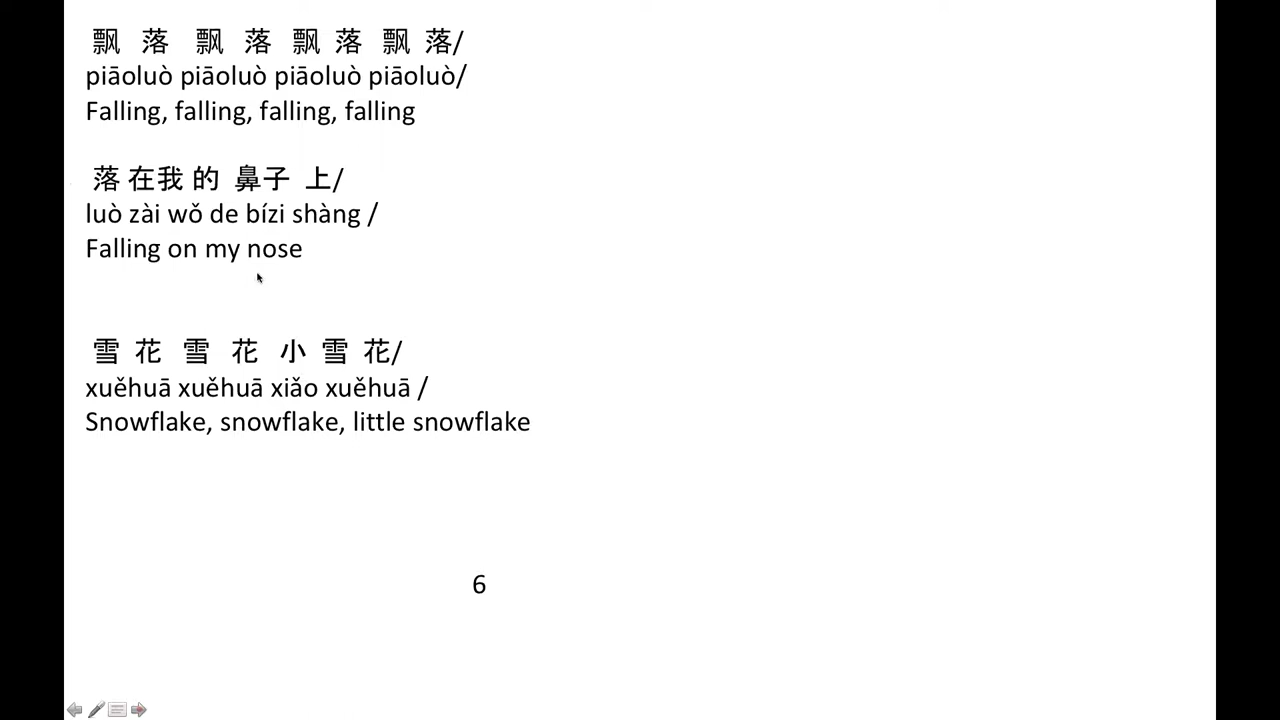 飘 落 飘 落 飘 落 飘 落/
piāoluò piāoluò piāoluò piāoluò/
Falling, falling, falling, falling
落 在我 的 鼻子 上/
luò zài wǒ de bízi shàng /
Falling on my nose
雪 花 雪 花 小 雪 花/
xuěhuā xuěhuā xiǎo xuěhuā /
Snowflake, snowflake, little snowflake
6